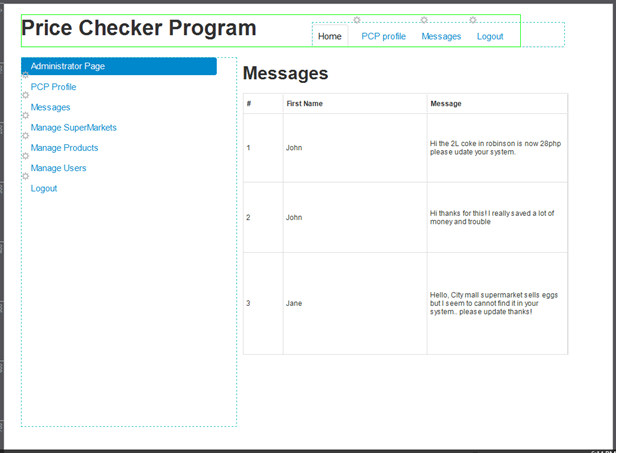 Price Checker Program
Home PCP profile Messages Logout
Administrator Page
PCP Profile
Messages
Manage SuperMarkets
Manage Products
Manage Users
Logout
Messages
# First Name Message
1 John Hi the 2L coke in robinson is now 28php
please udate your system.
2 John Hi thanks for this! I really saved a lot of
money and trouble
3 Jane Hello, City mall supermarket sells eggs
but I seem to cannot find it in your
system.. please update thanks!